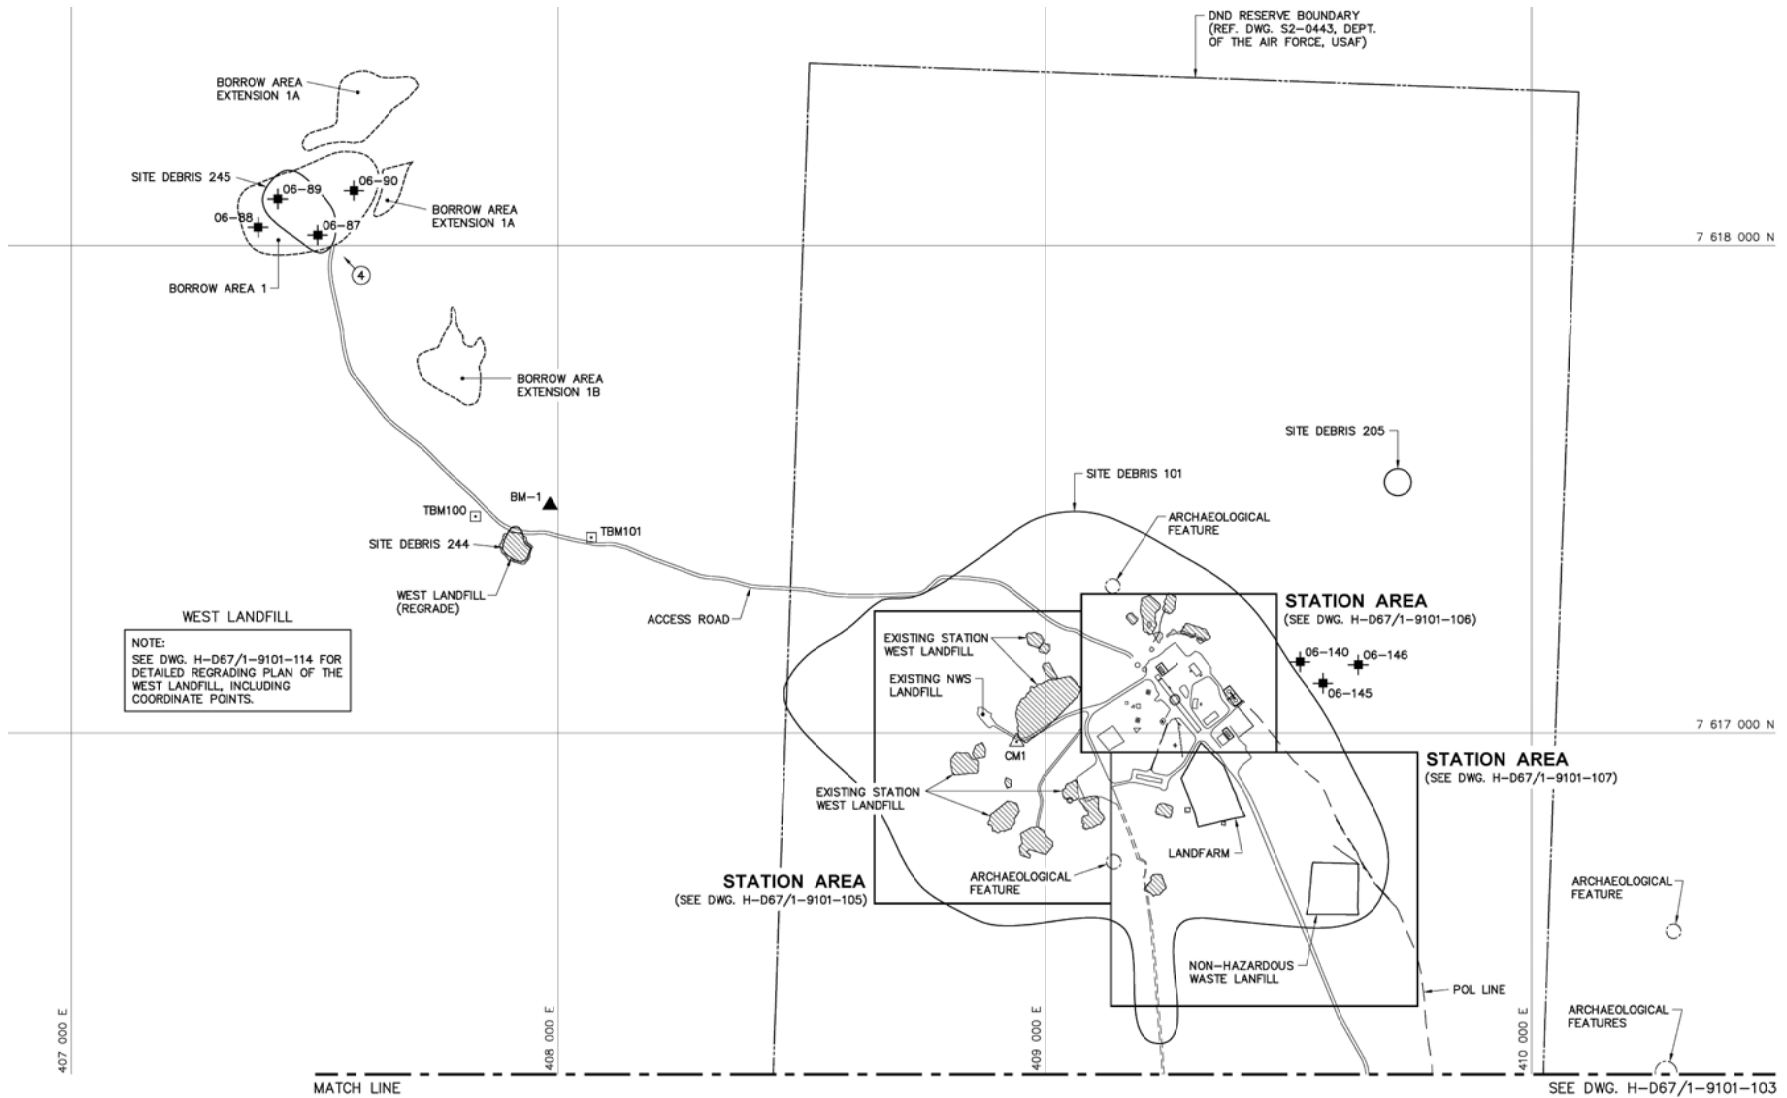 DND RESERVE BOUNDARY
(REF. DWG. S2-0443, DEPT.
OF THE AIR FORCE, USAF)
BORROW AREA
EXTENSION 1A
SITE DEBRIS 245
06-89
06-90
06-88
06-87
BORROW AREA
EXTENSION 1A
7 618 000 N
4
BORROW AREA 1
BORROW AREA
EXTENSION 1B
SITE DEBRIS 205
SITE DEBRIS 101
BM-1
TBM100
TBM101
ARCHAEOLOGICAL
FEATURE
SITE DEBRIS 244
WEST LANDFILL
(REGRADE)
ACCESS ROAD
WEST LANDFILL
NOTE:
SEE DWG. H-D67/1-9101-114 FOR
DETAILED REGRADING PLAN OF THE
WEST LANDFILL, INCLUDING
COORDINATE POINTS.
STATION AREA
(SEE DWG. H-D67/1-9101-106)
EXISTING STATION
WEST LANDFILL
EXISTING NWS
LANDFILL
06-140
06-146
06-145
7 617 000 N
CM1
STATION AREA
(SEE DWG. H-D67/1-9101-107)
EXISTING STATION
WEST LANDFILL
LANDFARM
STATION AREA
(SEE DWG. H-D67/1-9101-105)
ARCHAEOLOGICAL
FEATURE
ARCHAEOLOGICAL
FEATURE
NON-HAZARDOUS
WASTE LANFILL
POL LINE
ARCHAEOLOGICAL
FEATURES
407 000 E
408 000 E
409 000 E
410 000 E
MATCH LINE
SEE DWG. H-D67/1-9101-103